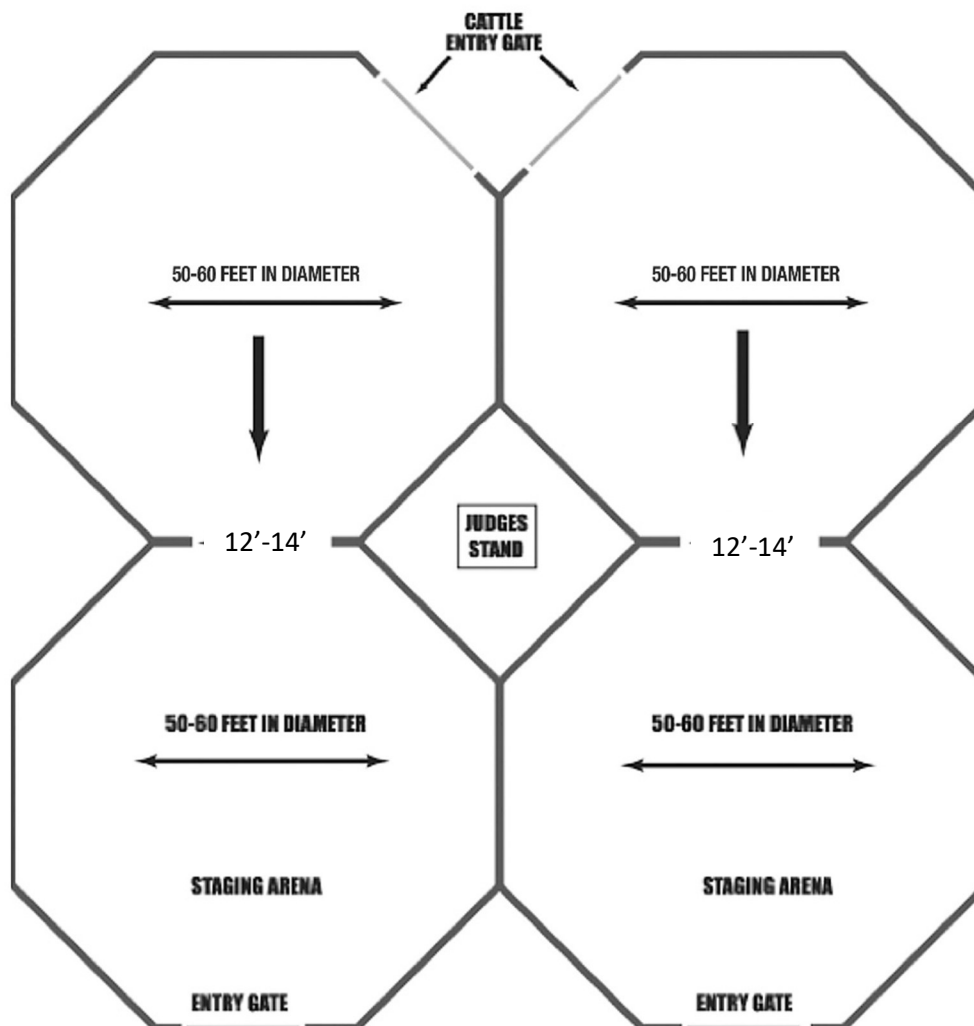 CATTLE
ENTRY GATE
50-60 FEET IN DIAMETER
50-60 FEET IN DIAMETER
12’-14’
JUDGES
STAND
12’-14’
50-60 FEET IN DIAMETER
50-60 FEET IN DIAMETER
STAGING ARENA
STAGING ARENA
ENTRY GATE
ENTRY GATE